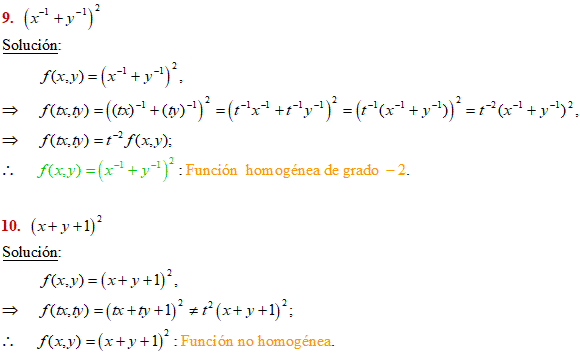 9. (x⁻¹ + y⁻¹)²
Solución:
f(x,y) = (x⁻¹ + y⁻¹)²,
⇒ f(tx,ty) = ((tx)⁻¹ + (ty)⁻¹)² = (t⁻¹x⁻¹ + t⁻¹y⁻¹)² = (t⁻¹(x⁻¹ + y⁻¹))² = t⁻²(x⁻¹ + y⁻¹)²,
⇒ f(tx,ty) = t⁻² f(x,y);
∴ f(x,y) = (x⁻¹ + y⁻¹)² : Función homogénea de grado −2.
10. (x + y + 1)²
Solución:
f(x,y) = (x + y + 1)²,
⇒ f(tx,ty) = (tx + ty + 1)² ≠ t²(x + y + 1)²;
∴ f(x,y) = (x + y + 1)² : Función no homogénea.